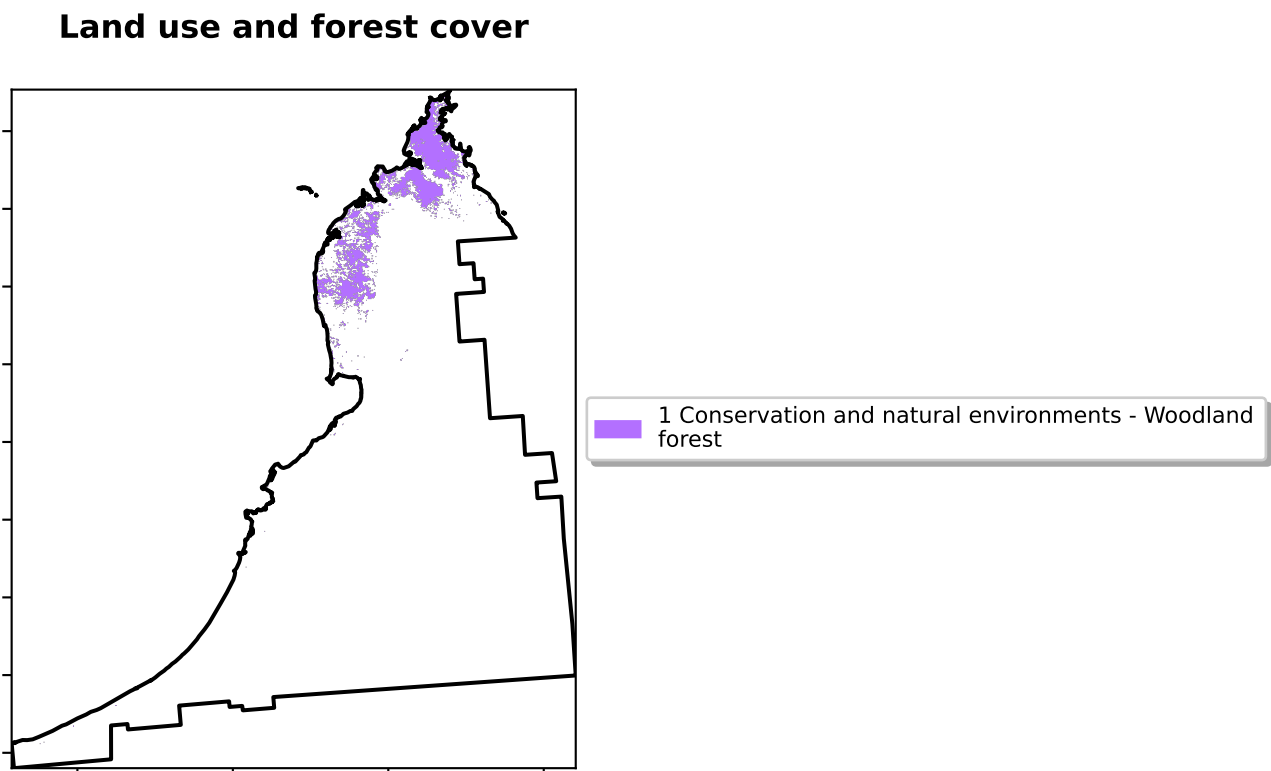 Land use and forest cover
1 Conservation and natural environments - Woodland
forest